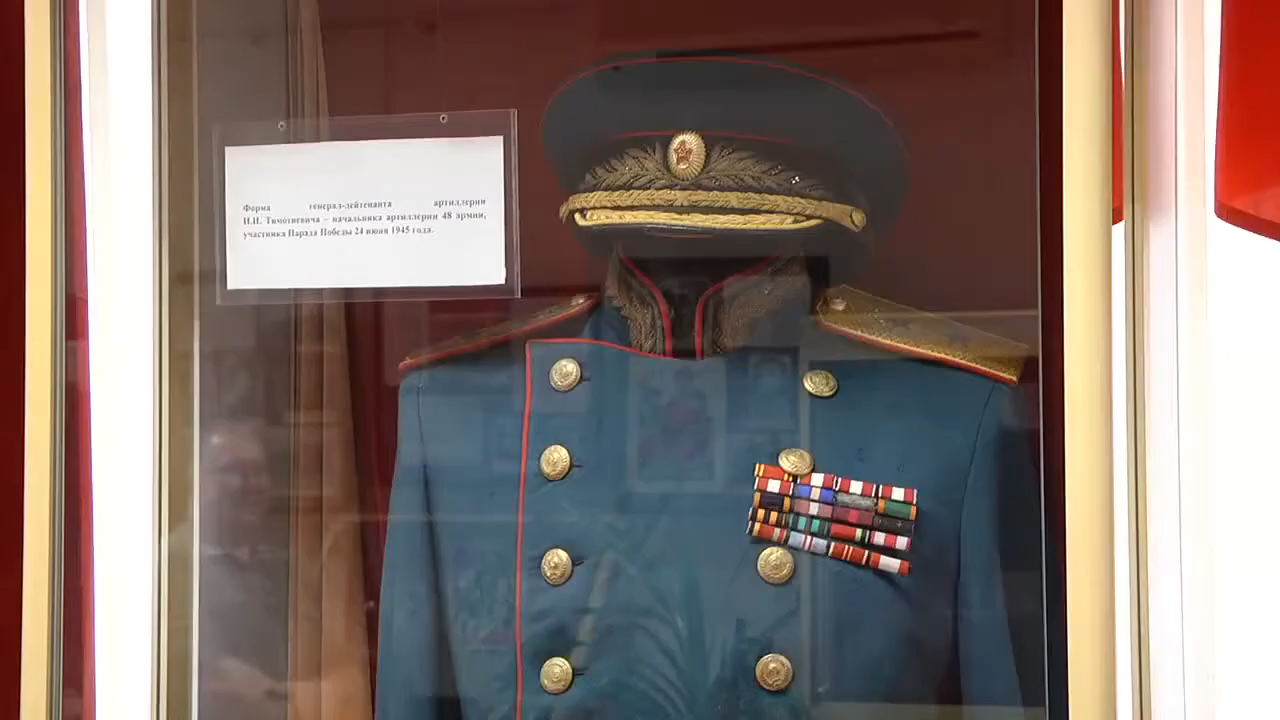 Форма генерал-лейтенанта артиллерии
И.И. Тимотиевича – начальника артиллерии 48 армии,
участника Парада Победы 24 июня 1945 года.